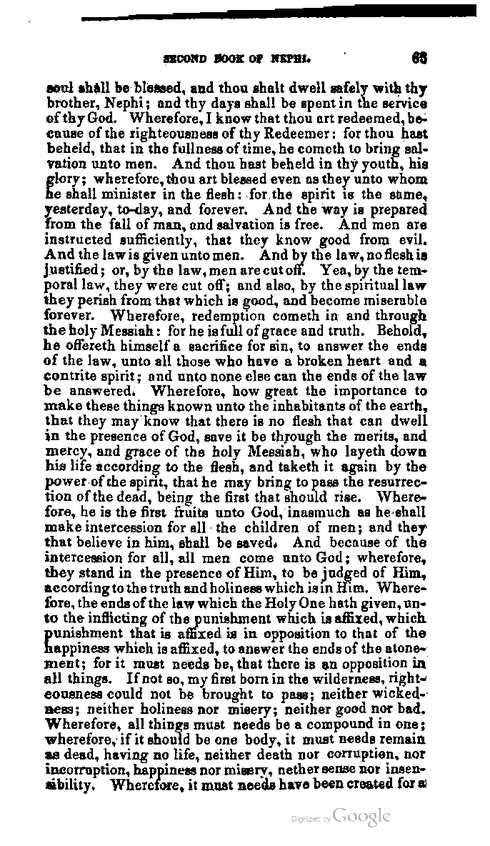 SECOND BOOK OF NEPHI. 63
soul shall be blessed, and thou shalt dwell safely with thy
brother, Nephi; and thy days shall be spent in the service
of thy God. Wherefore, I know that thou art redeemed, be-
cause of the righteousness of thy Redeemer: for thou hast
beheld, that in the fullness of time, he cometh to bring sal-
vation unto men. And thou hast beheld in thy youth, his
glory; wherefore, thou art blessed even as they unto whom
he shall minister in the flesh: for the spirit is the same,
yesterday, to-day, and forever. And the way is prepared
from the fall of man, and salvation is free. And men are
instructed sufficiently, that they know good from evil.
And the law is given unto men. And by the law, no flesh is
justified; or, by the law, men are cut off. Yea, by the tem-
poral law, they were cut off; and also, by the spiritual law
they perish from that which is good, and become miserable
forever. Wherefore, redemption cometh in and through
the holy Messiah: for he is full of grace and truth. Behold,
he offereth himself a sacrifice for sin, to answer the ends
of the law, unto all those who have a broken heart and a
contrite spirit; and unto none else can the ends of the law
be answered. Wherefore, how great the importance to
make these things known unto the inhabitants of the earth,
that they may know that there is no flesh that can dwell
in the presence of God, save it be through the merits, and
mercy, and grace of the holy Messiah, who layeth down
his life according to the flesh, and taketh it again by the
power of the spirit, that he may bring to pass the resurrec-
tion of the dead, being the first that should rise. Where-
fore, he is the first fruits unto God, inasmuch as he shall
make intercession for all the children of men; and they
that believe in him, shall be saved. And because of the
intercession for all, all men come unto God; wherefore,
they stand in the presence of Him, to be judged of Him,
according to the truth and holiness which is in Him. Where-
fore, the ends of the law which the Holy One hath given, un-
to the inflicting of the punishment which is affixed, which
punishment that is affixed is in opposition to that of the
happiness which is affixed, to answer the ends of the atone-
ment; for it must needs be, that there is an opposition in
all things. If not so, my first born in the wilderness, right-
eousness could not be brought to pass; neither wicked-
ness; neither holiness nor misery; neither good nor bad.
Wherefore, all things must needs be a compound in one;
wherefore, if it should be one body, it must needs remain
as dead, having no life, neither death nor corruption, nor
incorruption, happiness nor misery, nether sense nor insen-
sibility. Wherefore, it must needs have been created for a
Digitized by Google